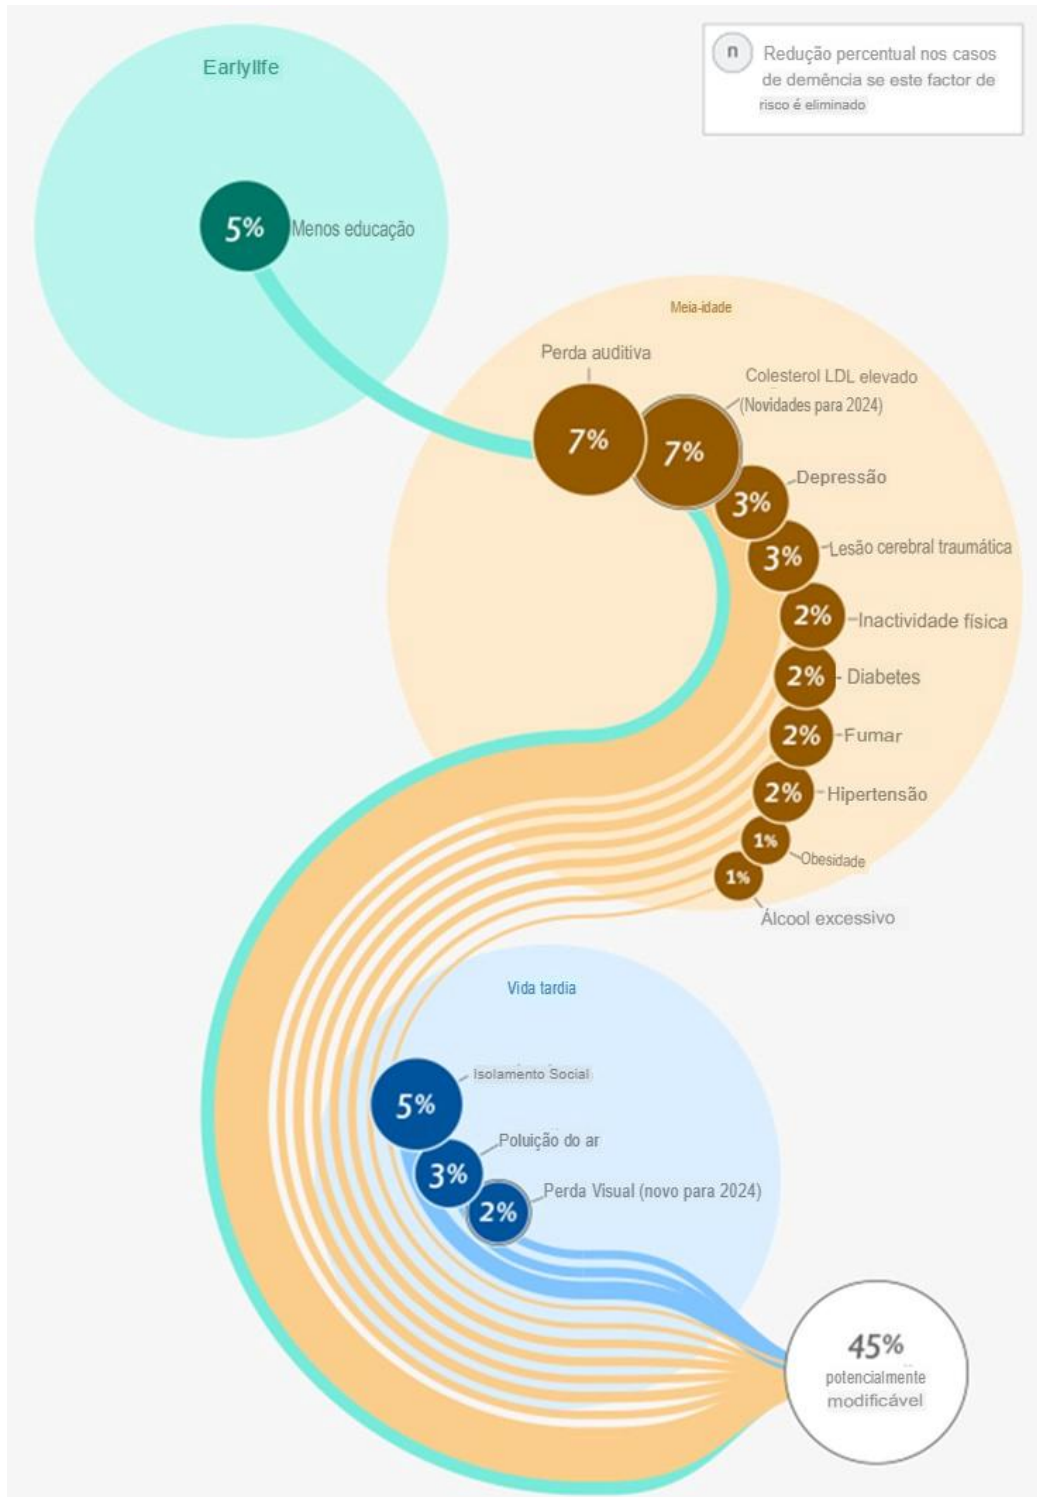 Earlyllfe
n
Redução percentual nos casos
de demência se este factor de
risco é eliminado
5%
Menos educação
Meia-idade
Perda auditiva
7%
Colesterol LDL elevado
(Novidades para 2024)
7%
Depressão
3%
Lesão cerebral traumática
3%
Inactividade física
2%
Diabetes
2%
Fumar
2%
Hipertensão
2%
Obesidade
1%
Álcool excessivo
1%
Vida tardia
Isolamento Social
5%
Poluição do ar
3%
Perda Visual (novo para 2024)
2%
45%
potencialmente
modificável